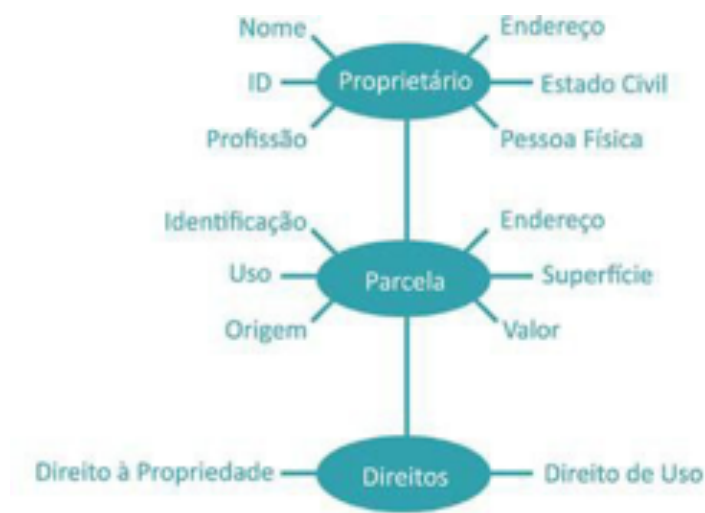 Nome
Endereço
ID
Proprietário
Estado Civil
Profissão
Pessoa Física
Identificação
Endereço
Uso
Parcela
Superfície
Origem
Valor
Direito à Propriedade
Direitos
Direito de Uso